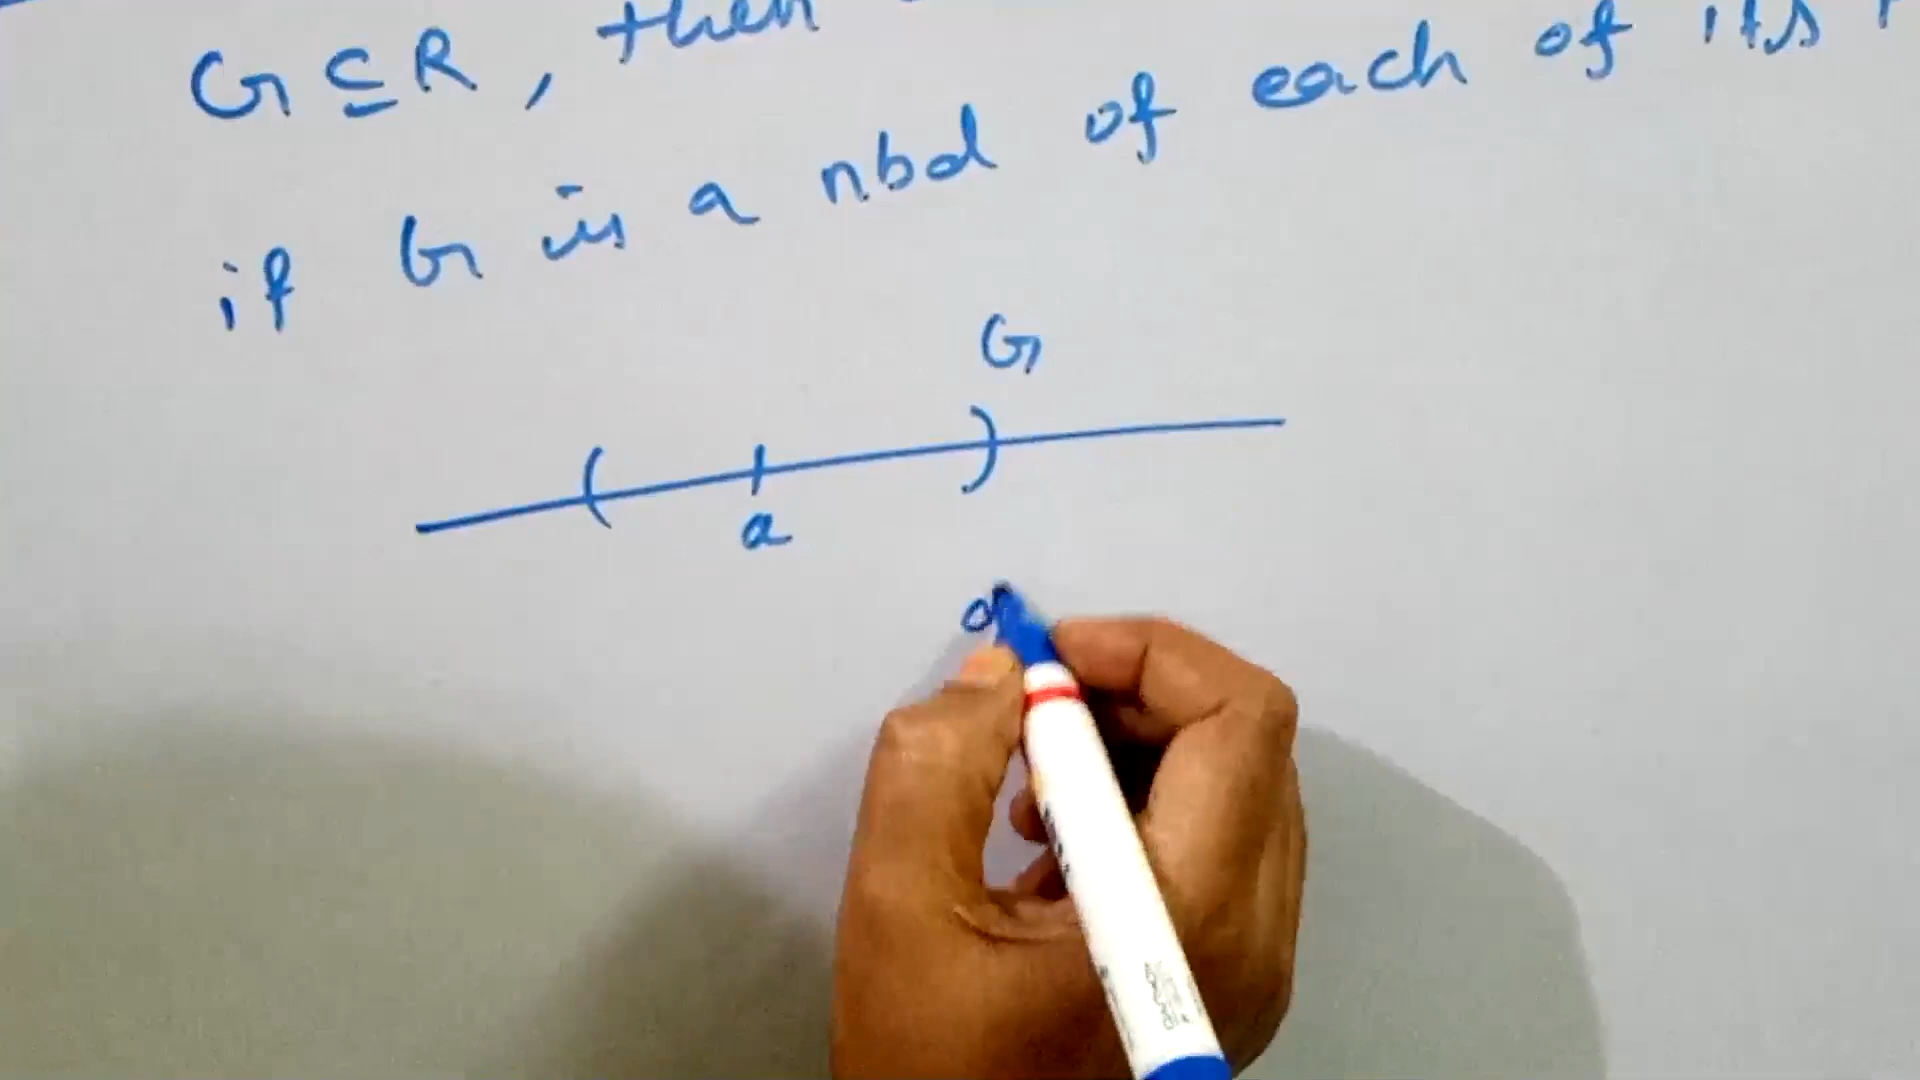 G ⊆ R, then
if G is a nbd of each of its
G
a